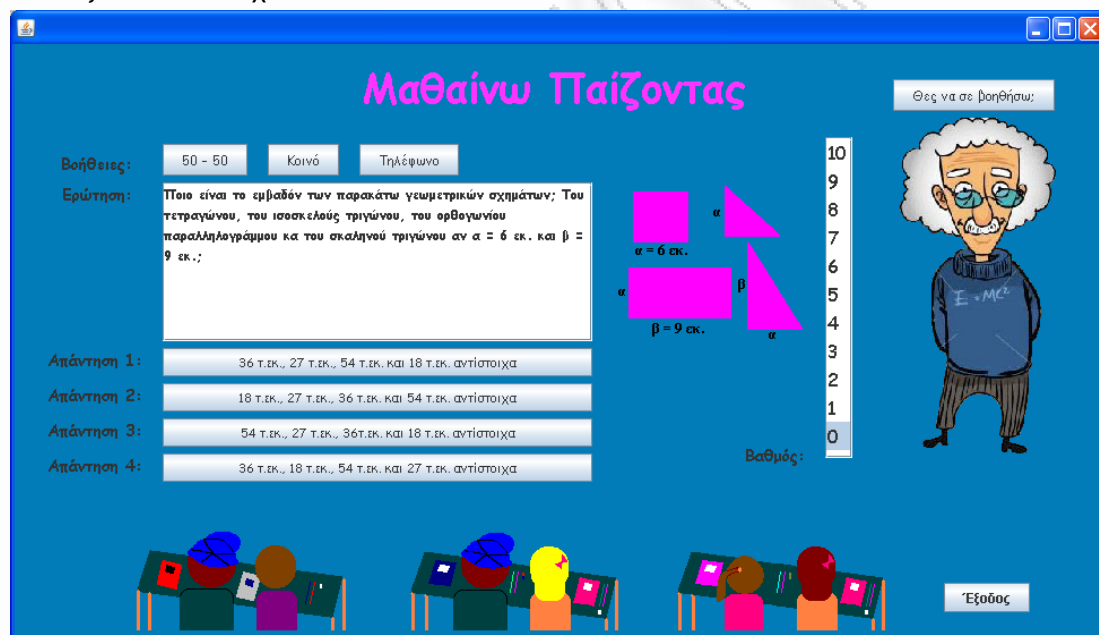 Μαθαίνω Παίζοντας
Θες να σε βοηθήσω;
Βοήθειες:
50 - 50
Κοινό
Τηλέφωνο
Ερώτηση:
Ποιο είναι το εμβαδόν των παρακάτω γεωμετρικών σχημάτων; Του
τετραγώνου, του ισοσκελούς τριγώνου, του ορθογωνίου
παραλληλογράμμου κα του σκαληνού τριγώνου αν α = 6 εκ. και β =
9 εκ.;
α
α = 6 εκ.
α
β
β = 9 εκ.
α
10
9
8
7
6
5
4
3
2
1
0
Βαθμός:
E = MC²
Απάντηση 1:
36 τ.εκ., 27 τ.εκ., 54 τ.εκ. και 18 τ.εκ. αντίστοιχα
Απάντηση 2:
18 τ.εκ., 27 τ.εκ., 36 τ.εκ. και 54 τ.εκ. αντίστοιχα
Απάντηση 3:
54 τ.εκ., 27 τ.εκ., 36τ.εκ. και 18 τ.εκ. αντίστοιχα
Απάντηση 4:
36 τ.εκ., 18 τ.εκ., 54 τ.εκ. και 27 τ.εκ. αντίστοιχα
Έξοδος